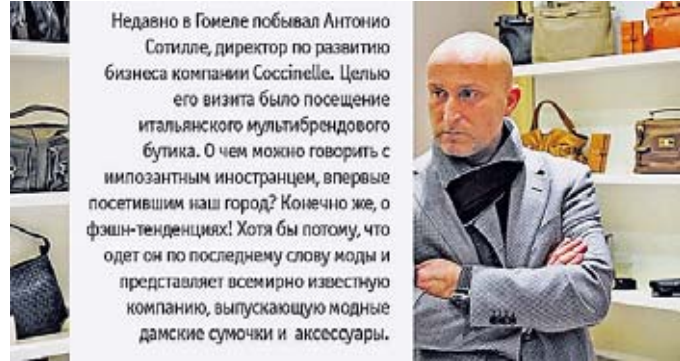 Недавно в Гомеле побывал Антонио
Сотилле, директор по развитию
бизнеса компании Coccinelle. Целью
его визита было посещение
итальянского мультибрендового
бутика. О чем можно говорить с
импозантным иностранцем, впервые
посетившим наш город? Конечно же, о
фэшн-тенденциях! Хотя бы потому, что
одет он по последнему слову моды и
представляет всемирно известную
компанию, выпускающую модные
дамские сумочки и аксессуары.